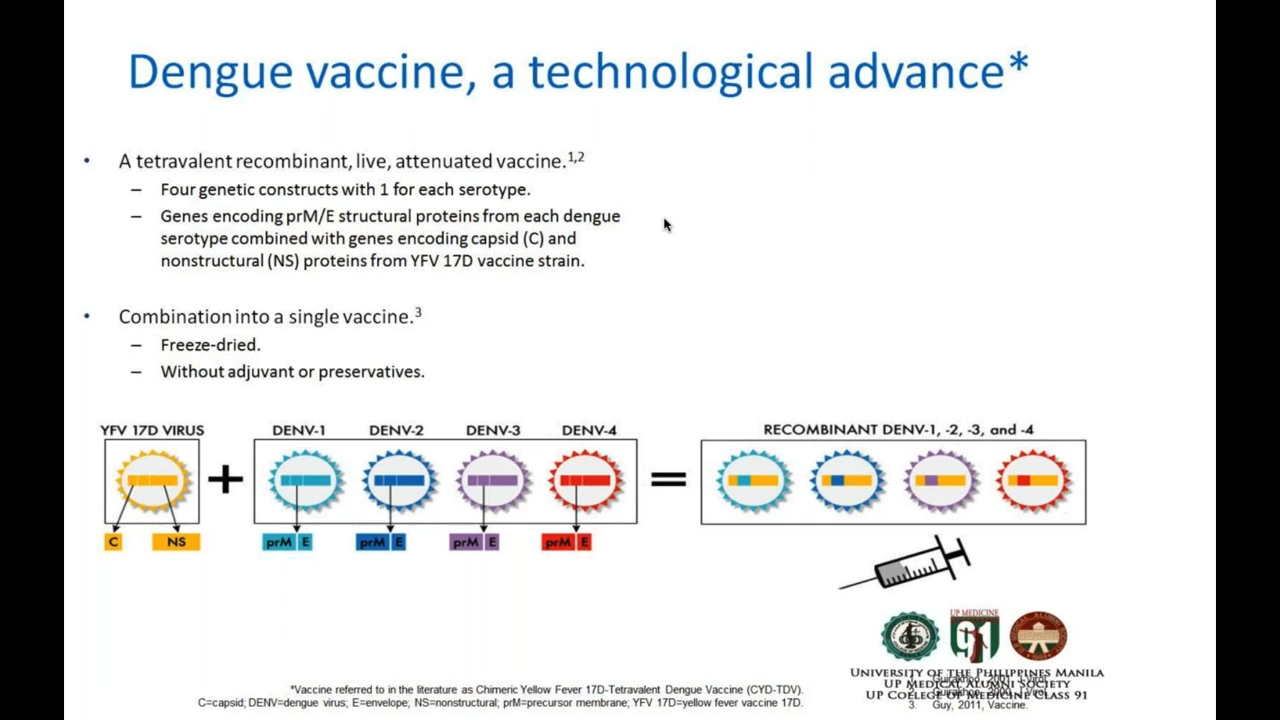 Dengue vaccine, a technological advance*
• A tetravalent recombinant, live, attenuated vaccine.1,2
– Four genetic constructs with 1 for each serotype.
– Genes encoding prM/E structural proteins from each dengue
serotype combined with genes encoding capsid (C) and
nonstructural (NS) proteins from YFV 17D vaccine strain.
• Combination into a single vaccine.3
– Freeze-dried.
– Without adjuvant or preservatives.
YFV 17D VIRUS
DENV-1 DENV-2 DENV-3 DENV-4
RECOMBINANT DENV-1, -2, -3, and -4
+
=
C NS
prM E prM E prM E prM E
UP MEDICINE
91
UNIVERSITY OF THE PHILIPPINES MANILA
UP MEDICAL ALUMNI SOCIETY
UP COLLEGE OF MEDICINE CLASS 91
3. Guy, 2011, Vaccine.
*Vaccine referred to in the literature as Chimeric Yellow Fever 17D-Tetravalent Dengue Vaccine (CYD-TDV).
C=capsid; DENV=dengue virus; E=envelope; NS=nonstructural; prM=precursor membrane; YFV 17D=yellow fever vaccine 17D.